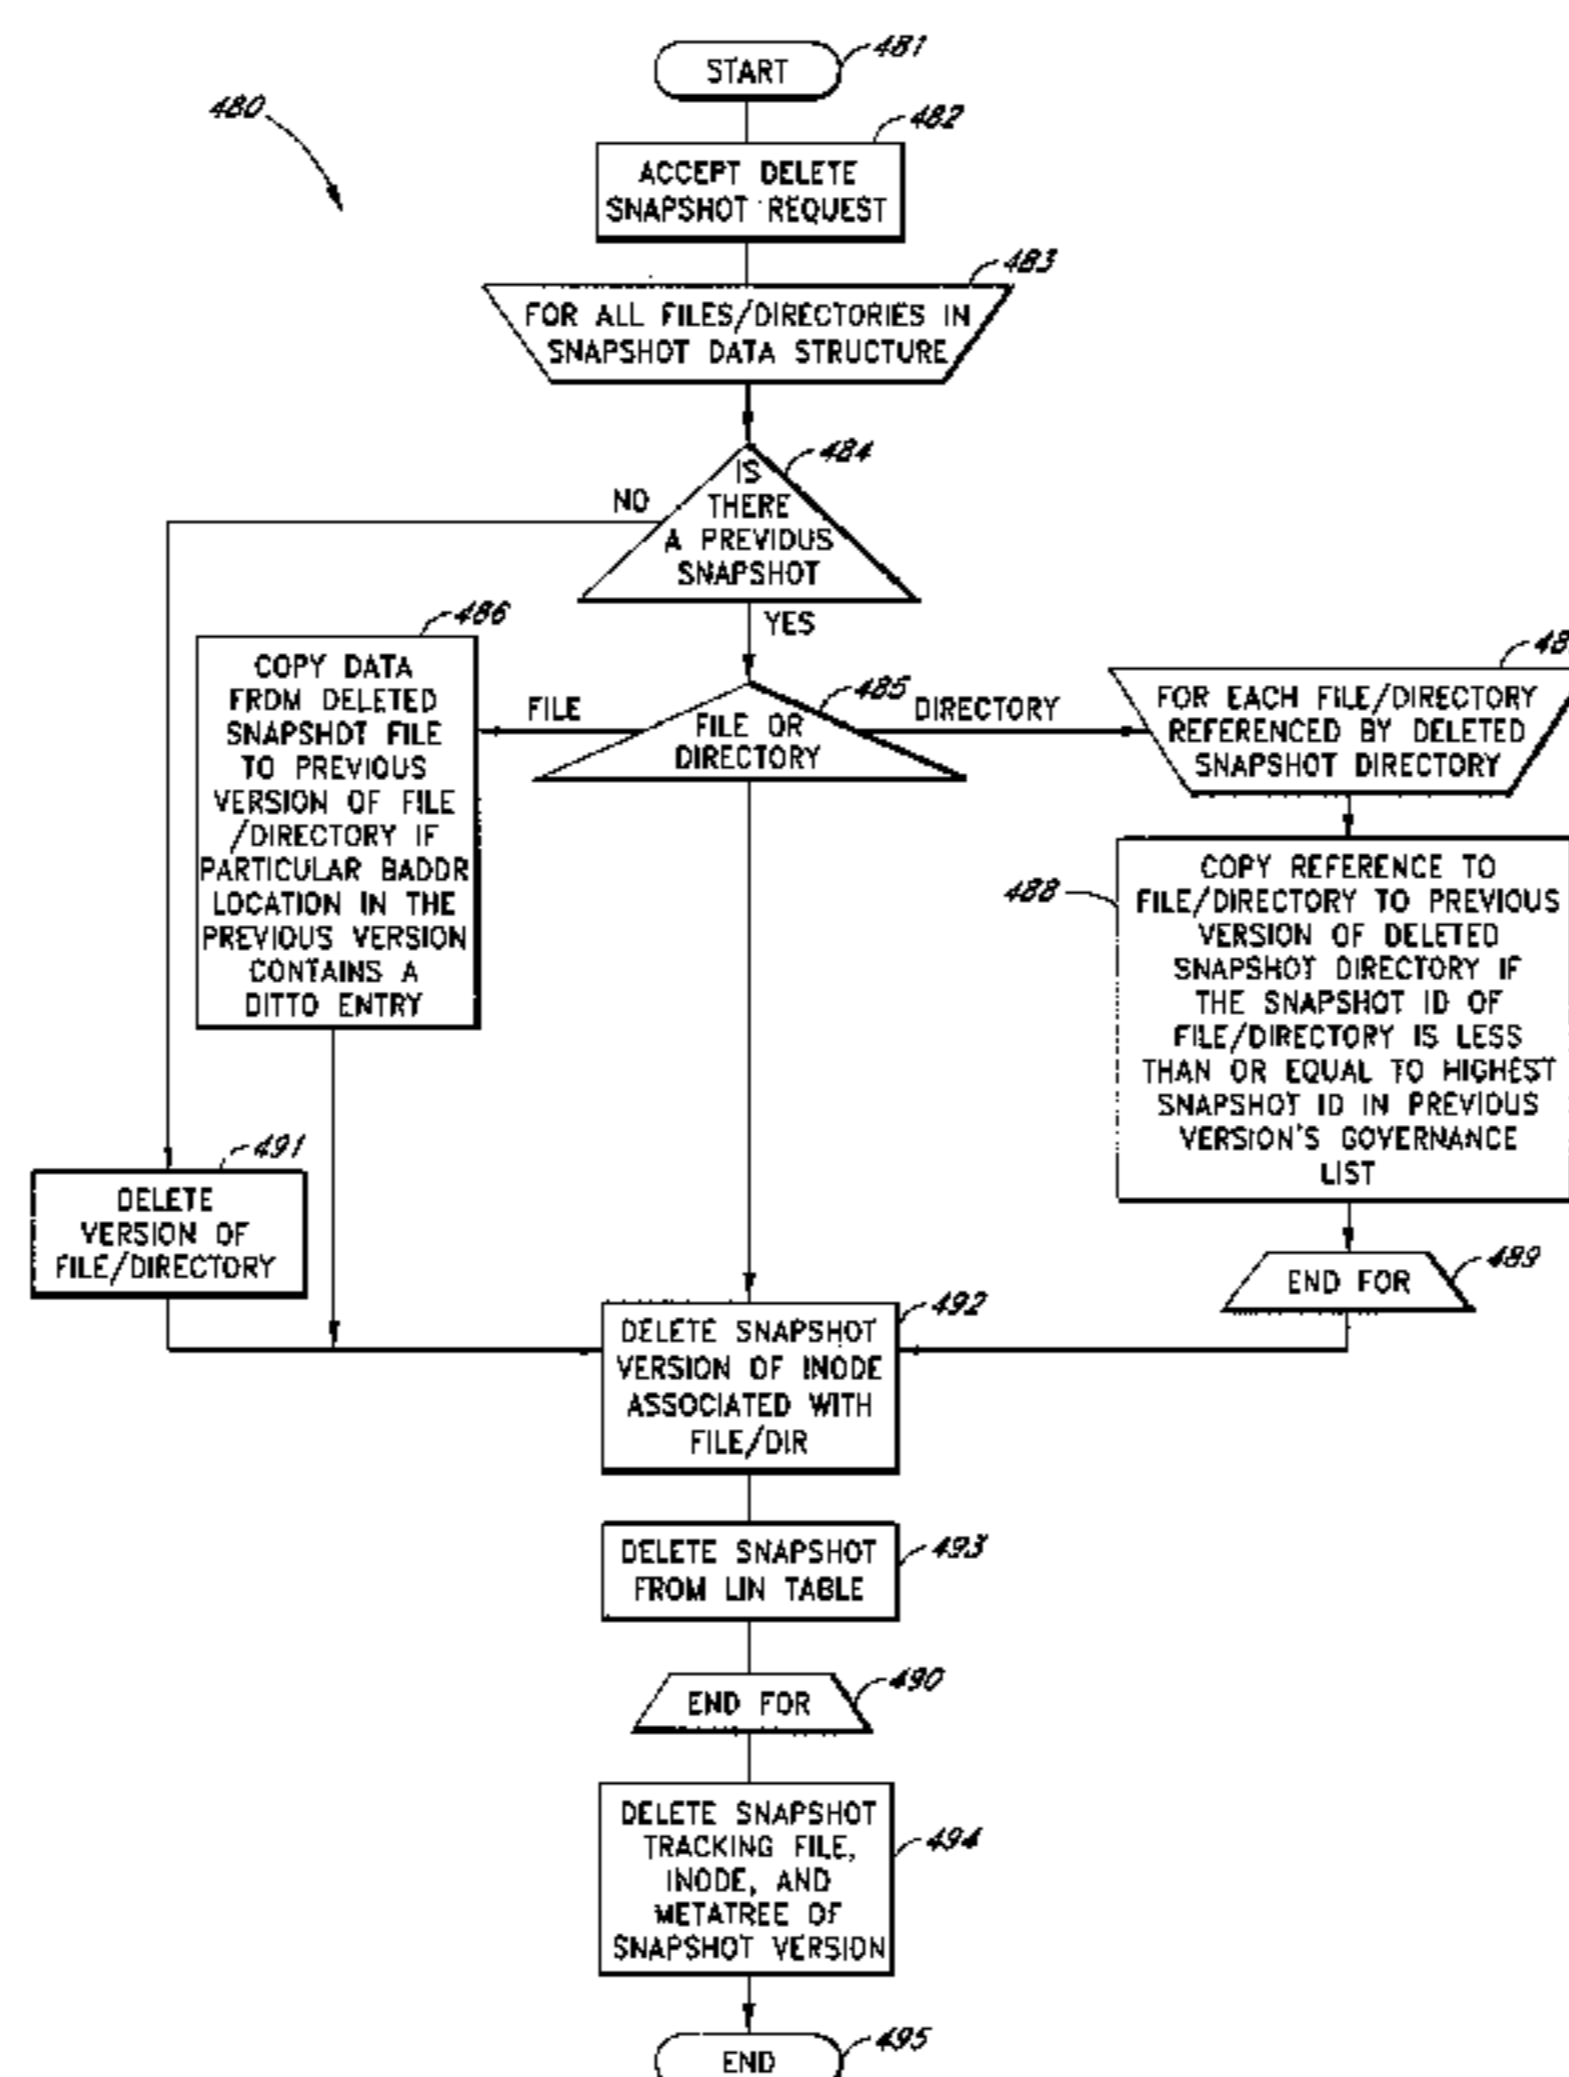 481
START
480
482
ACCEPT DELETE
SNAPSHOT REQUEST
483
FOR ALL FILES/DIRECTORIES IN
SNAPSHOT DATA STRUCTURE
484
IS
THERE
A PREVIOUS
SNAPSHOT
NO
YES
486
COPY DATA
FROM DELETED
SNAPSHOT FILE
TO PREVIOUS
VERSION OF FILE
/DIRECTORY IF
PARTICULAR BADDR
LOCATION IN THE
PREVIOUS VERSION
CONTAINS A
DITTO ENTRY
FILE
485
FILE OR
DIRECTORY
DIRECTORY
FOR EACH FILE/DIRECTORY
REFERENCED BY DELETED
SNAPSHOT DIRECTORY
488
COPY REFERENCE TO
FILE/DIRECTORY TO PREVIOUS
VERSION OF DELETED
SNAPSHOT DIRECTORY IF
THE SNAPSHOT ID OF
FILE/DIRECTORY IS LESS
THAN OR EQUAL TO HIGHEST
SNAPSHOT ID IN PREVIOUS
VERSION'S GOVERNANCE
LIST
491
DELETE
VERSION OF
FILE/DIRECTORY
489
END FOR
492
DELETE SNAPSHOT
VERSION OF INODE
ASSOCIATED WITH
FILE/DIR
493
DELETE SNAPSHOT
FROM LIN TABLE
490
END FOR
494
DELETE SNAPSHOT
TRACKING FILE,
INODE, AND
METATREE OF
SNAPSHOT VERSION
495
END